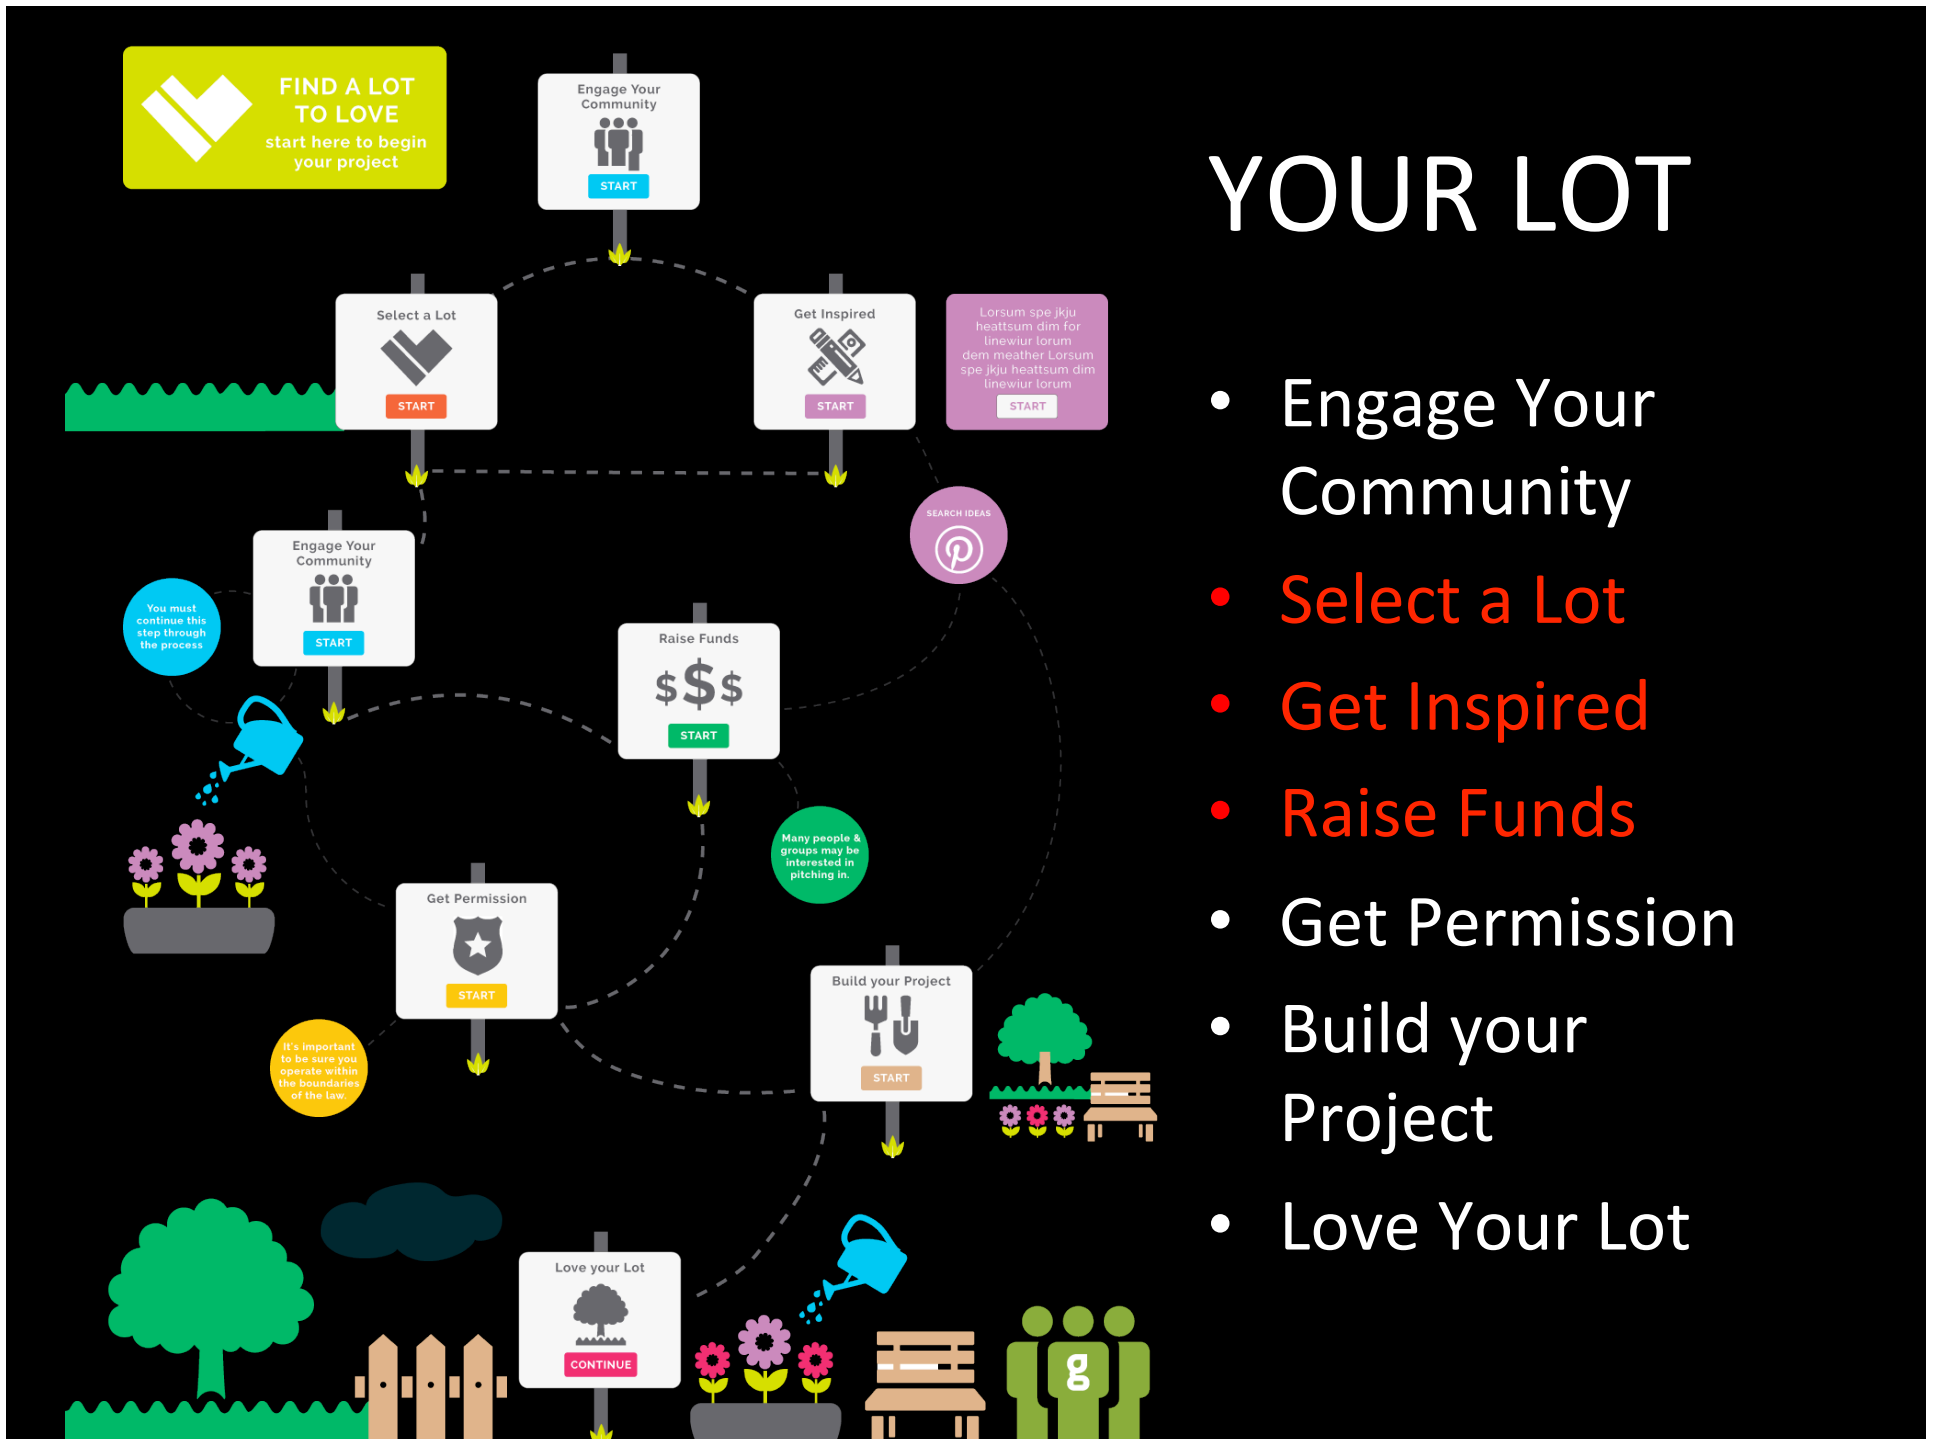 FIND A LOT
TO LOVE
start here to begin
your project
Engage Your
Community
START
Select a Lot
START
Get Inspired
START
Lorsum spe jkju
heattsum dim for
linewiur lorum
dem meather Lorsum
spe jkju heattsum dim
linewiur lorum
START
SEARCH IDEAS
Engage Your
Community
START
You must
continue this
step through
the process
Raise Funds
$$$
START
Many people &
groups may be
interested in
pitching in.
Get Permission
START
It's important
to be sure you
operate within
the boundaries
of the law.
Build your Project
START
Love your Lot
CONTINUE
g
YOUR LOT
• Engage Your
Community
• Select a Lot
• Get Inspired
• Raise Funds
• Get Permission
• Build your
Project
• Love Your Lot